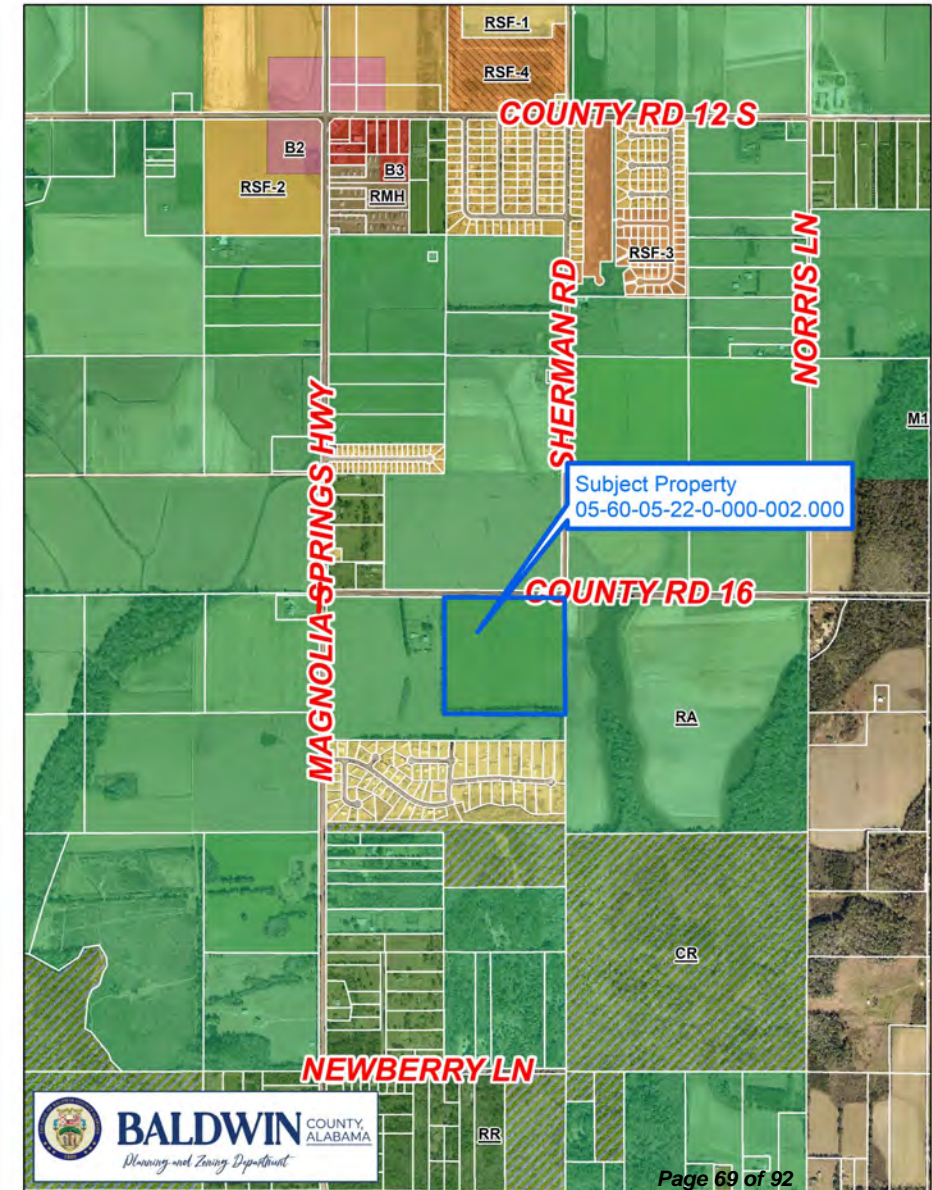 RSF-1
RSF-4
COUNTY RD 12 S
B2
B3
RSF-2
RMH
RSF-3
SHERMAN RD
NORRIS LN
MAGNOLIA SPRINGS HWY
M1
Subject Property
05-60-05-22-0-000-002.000
COUNTY RD 16
RA
CR
NEWBERRY LN
BALDWIN COUNTY, ALABAMA
Planning and Zoning Department
RR
Page 69 of 92